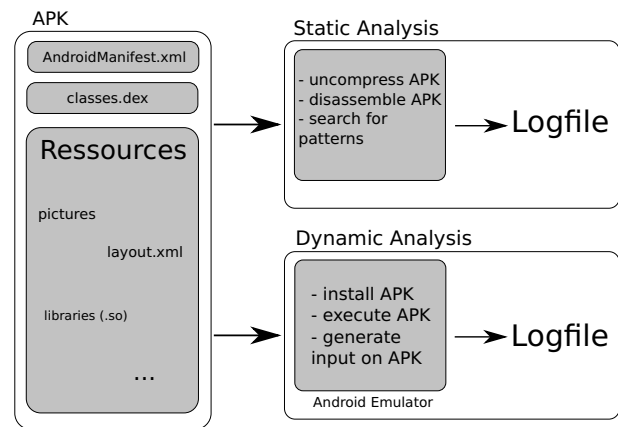 APK
AndroidManifest.xml
classes.dex
Ressources
pictures
layout.xml
libraries (.so)
...
Static Analysis
- uncompress APK
- disassemble APK
- search for
patterns
Logfile
Dynamic Analysis
- install APK
- execute APK
- generate
input on APK
Android Emulator
Logfile